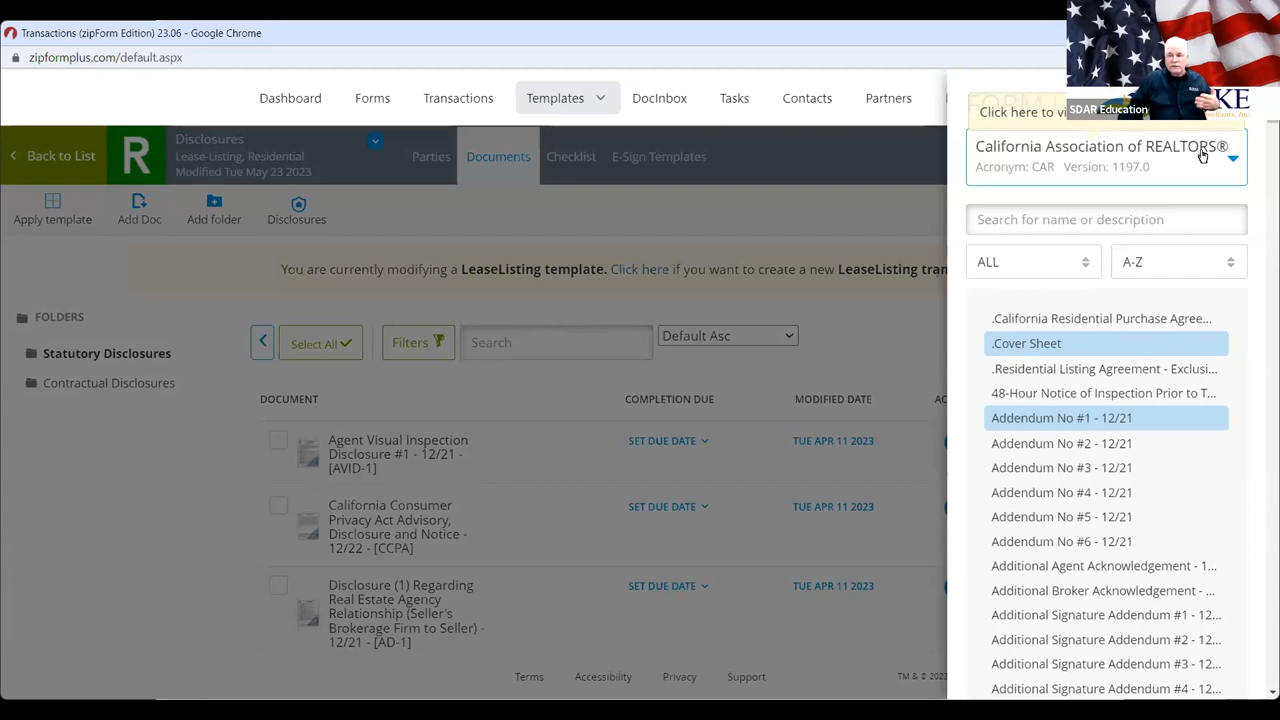 Transactions (zipForm Edition) 23.06 - Google Chrome
zipformplus.com/default.aspx
Dashboard
Forms
Transactions
Templates
DocInbox
Tasks
Contacts
Partners
SDAR Education
KE
Click here to vi
Back to List
R
Disclosures
Lease-Listing, Residential
Modified Tue May 23 2023
Parties
Documents
Checklist
E-Sign Templates
California Association of REALTORS®
Acronym: CAR Version: 1197.0
Apply template
Add Doc
Add folder
Disclosures
Search for name or description
ALL
A-Z
You are currently modifying a LeaseListing template. Click here if you want to create a new LeaseListing tran
FOLDERS
Statutory Disclosures
Contractual Disclosures
Select All
Filters
Search
Default Asc
DOCUMENT
COMPLETION DUE
MODIFIED DATE
AC
Agent Visual Inspection
Disclosure #1 - 12/21 -
[AVID-1]
SET DUE DATE
TUE APR 11 2023
California Consumer
Privacy Act Advisory,
Disclosure and Notice -
12/22 - [CCPA]
SET DUE DATE
TUE APR 11 2023
Disclosure (1) Regarding
Real Estate Agency
Relationship (Seller's
Brokerage Firm to Seller) -
12/21 - [AD-1]
SET DUE DATE
TUE APR 11 2023
.California Residential Purchase Agree...
.Cover Sheet
.Residential Listing Agreement - Exclusi...
48-Hour Notice of Inspection Prior to T...
Addendum No #1 - 12/21
Addendum No #2 - 12/21
Addendum No #3 - 12/21
Addendum No #4 - 12/21
Addendum No #5 - 12/21
Addendum No #6 - 12/21
Additional Agent Acknowledgement - 1...
Additional Broker Acknowledgement - ...
Additional Signature Addendum #1 - 12...
Additional Signature Addendum #2 - 12...
Additional Signature Addendum #3 - 12...
Additional Signature Addendum #4 - 12...
Terms
Accessibility
Privacy
Support
TM & © 2023